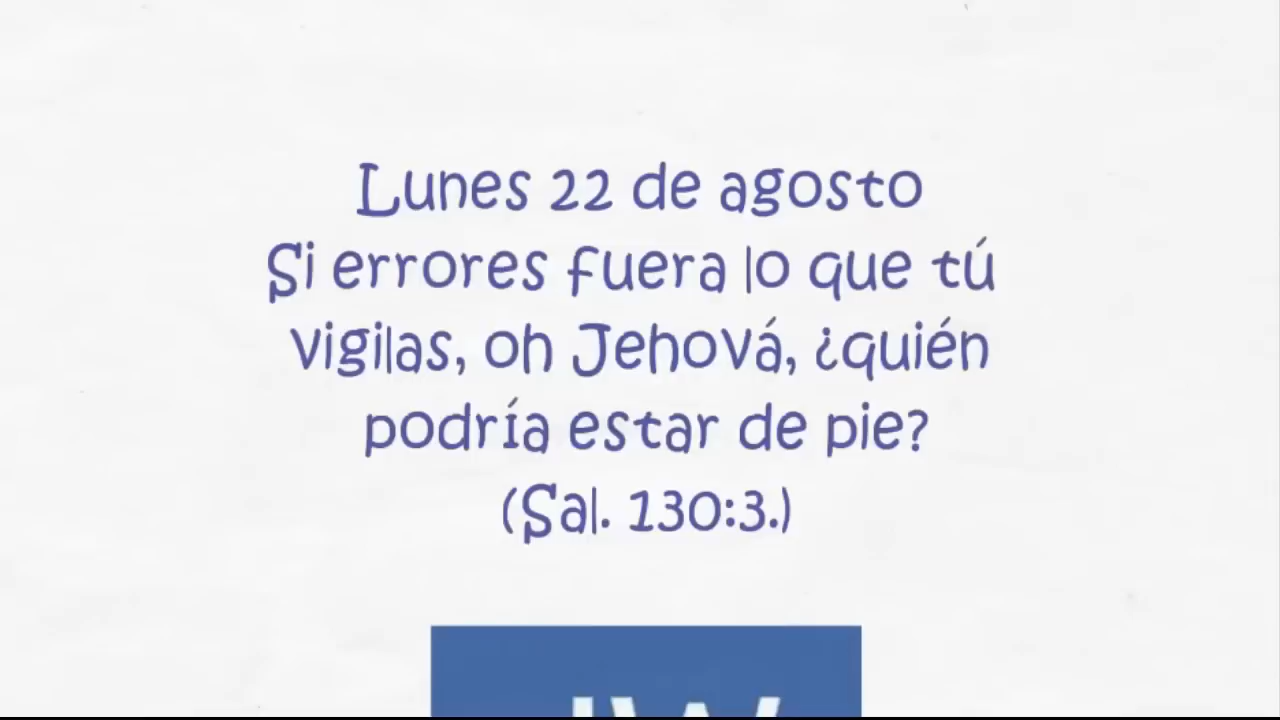 Lunes 22 de agosto
Si errores fuera lo que tú
vigilas, oh Jehová, ¿quién
podría estar de pie?
(Sal. 130:3.)
JW